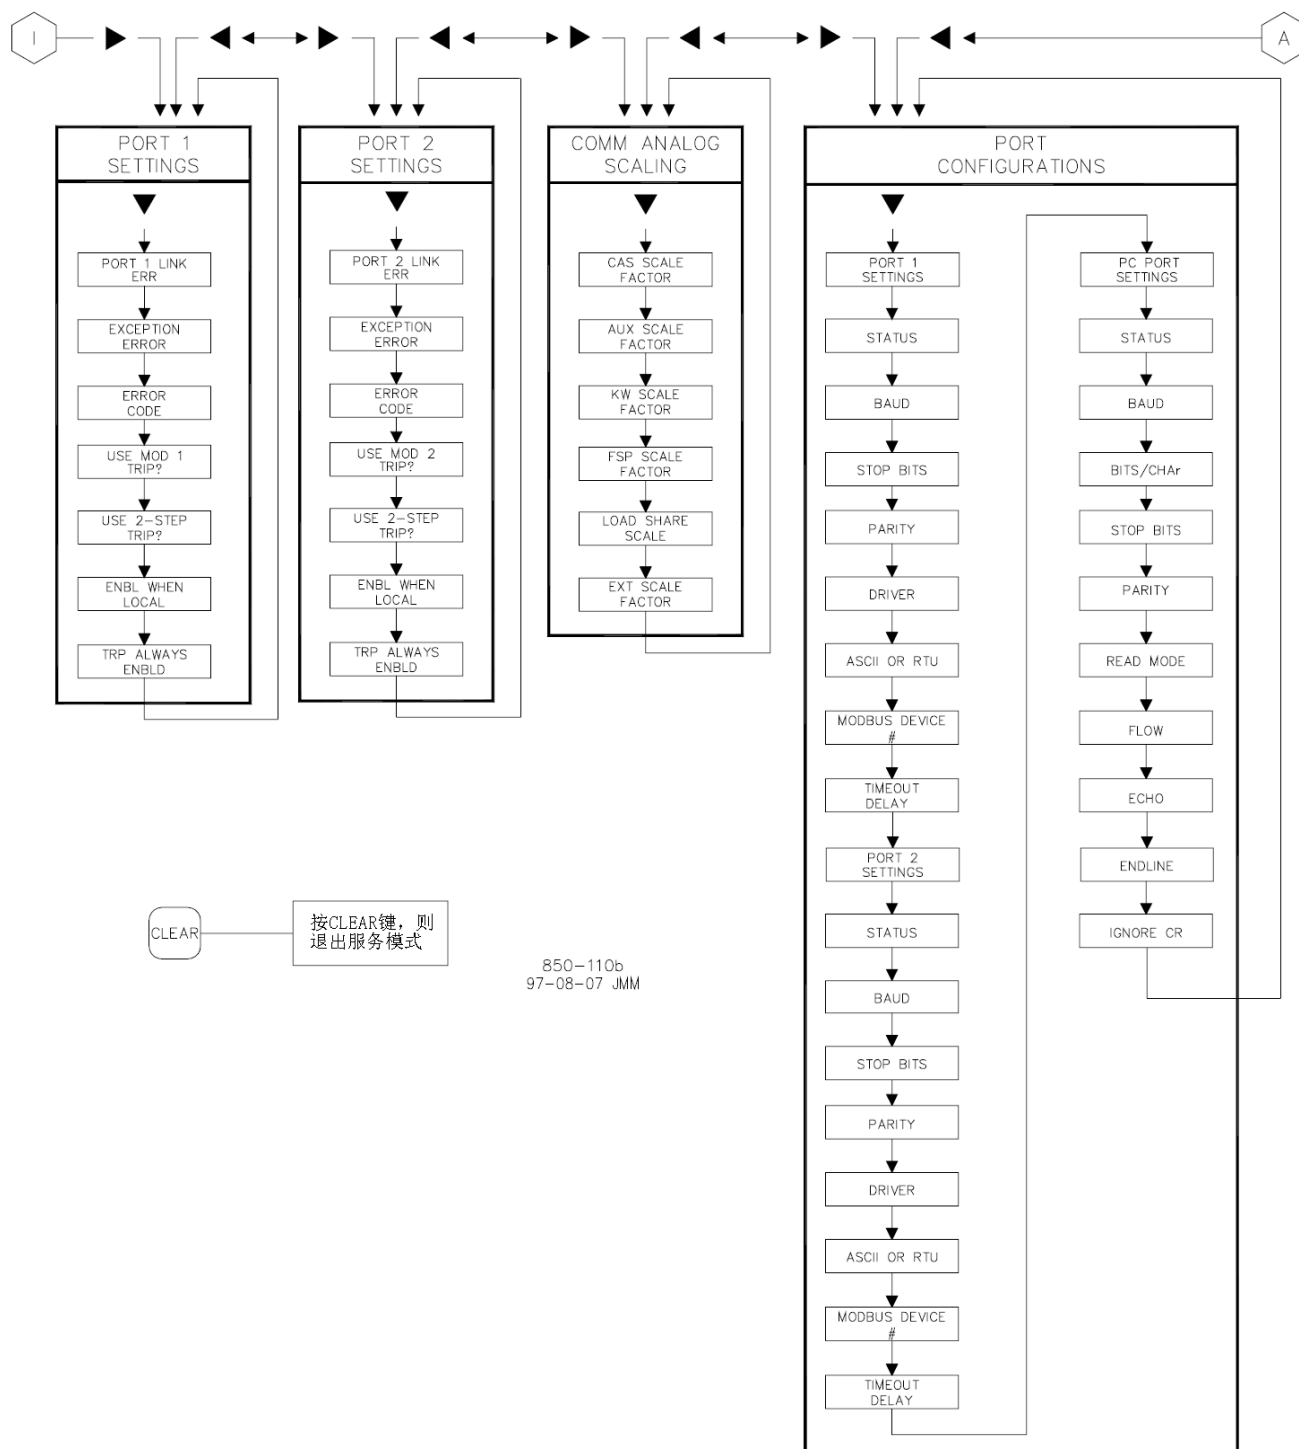 I
A
PORT 1
SETTINGS
PORT 1 LINK
ERR
EXCEPTION
ERROR
ERROR
CODE
USE MOD 1
TRIP?
USE 2-STEP
TRIP?
ENBL WHEN
LOCAL
TRP ALWAYS
ENBLD
PORT 2
SETTINGS
PORT 2 LINK
ERR
EXCEPTION
ERROR
ERROR
CODE
USE MOD 2
TRIP?
USE 2-STEP
TRIP?
ENBL WHEN
LOCAL
TRP ALWAYS
ENBLD
COMM ANALOG
SCALING
CAS SCALE
FACTOR
AUX SCALE
FACTOR
KW SCALE
FACTOR
FSP SCALE
FACTOR
LOAD SHARE
SCALE
EXT SCALE
FACTOR
PORT
CONFIGURATIONS
PORT 1
SETTINGS
STATUS
BAUD
STOP BITS
PARITY
DRIVER
ASCII OR RTU
MODBUS DEVICE
#
TIMEOUT
DELAY
PORT 2
SETTINGS
STATUS
BAUD
STOP BITS
PARITY
DRIVER
ASCII OR RTU
MODBUS DEVICE
#
TIMEOUT
DELAY
PC PORT
SETTINGS
STATUS
BAUD
BITS/CHAr
STOP BITS
PARITY
READ MODE
FLOW
ECHO
ENDLINE
IGNORE CR
CLEAR
按CLEAR键，则
退出服务模式
850-110b
97-08-07 JMM